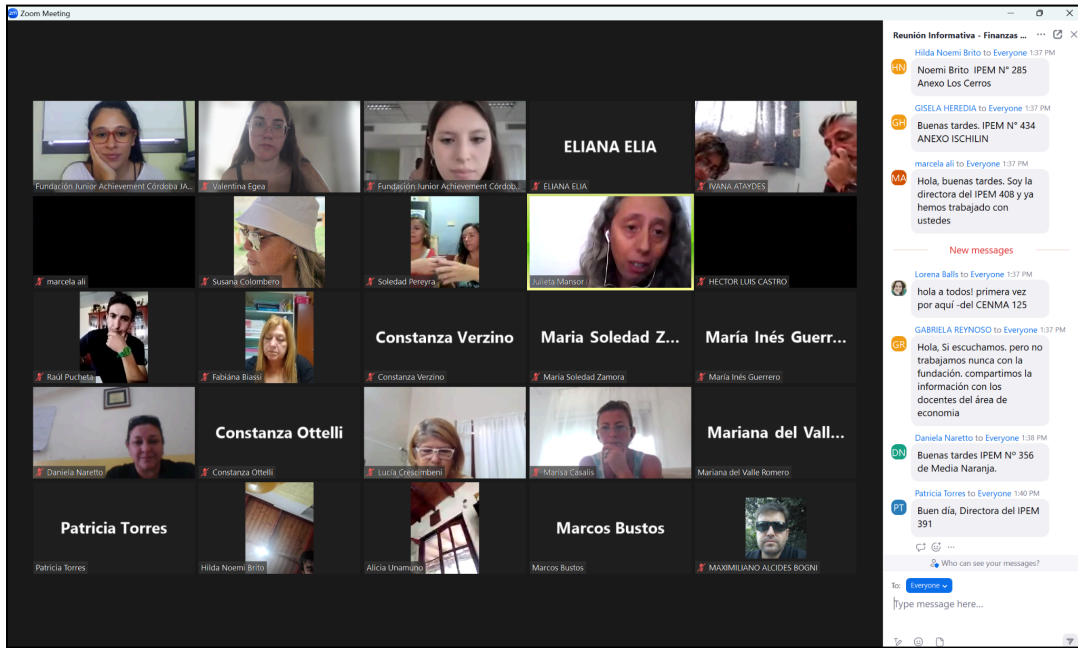 Zoom Meeting
Fundación Junior Achievement Córdoba JA...
Valentina Egea
Fundación Junior Achievement Córdob...
ELIANA ELIA
ELIANA ELIA
IVANA ATAYDES
marcela ali
Susana Colombero
Soledad Pereyra
Julieta Mansor
HECTOR LUIS CASTRO
Raúl Pucheta
Fabiána Biassi
Constanza Verzino
Constanza Verzino
Maria Soledad Z...
Maria Soledad Zamora
María Inés Guerr...
María Inés Guerrero
Daniela Naretto
Constanza Ottelli
Constanza Ottelli
Lucía Crescimbeni
Marisa Casalis
Mariana del Vall...
Mariana del Valle Romero
Patricia Torres
Patricia Torres
Hilda Noemi Brito
Alicia Unamuno
Marcos Bustos
Marcos Bustos
MAXIMILIANO ALCIDES BOGNI
Reunión Informativa - Finanzas ...
Hilda Noemi Brito to Everyone 1:37 PM
HN
Noemi Brito IPEM N° 285
Anexo Los Cerros
GISELA HEREDIA to Everyone 1:37 PM
GH
Buenas tardes. IPEM N° 434
ANEXO ISCHILIN
marcela ali to Everyone 1:37 PM
MA
Hola, buenas tardes. Soy la
directora del IPEM 408 y ya
hemos trabajado con
ustedes
New messages
Lorena Balls to Everyone 1:37 PM
hola a todos! primera vez
por aquí -del CENMA 125
GABRIELA REYNOSO to Everyone 1:37 PM
GR
Hola, Si escuchamos. pero no
trabajamos nunca con la
fundación. compartimos la
información con los
docentes del área de
economia
Daniela Naretto to Everyone 1:38 PM
DN
Buenas tardes IPEM Nº 356
de Media Naranja.
Patricia Torres to Everyone 1:40 PM
PT
Buen día, Directora del IPEM
391
Who can see your messages?
To: Everyone
Type message here...